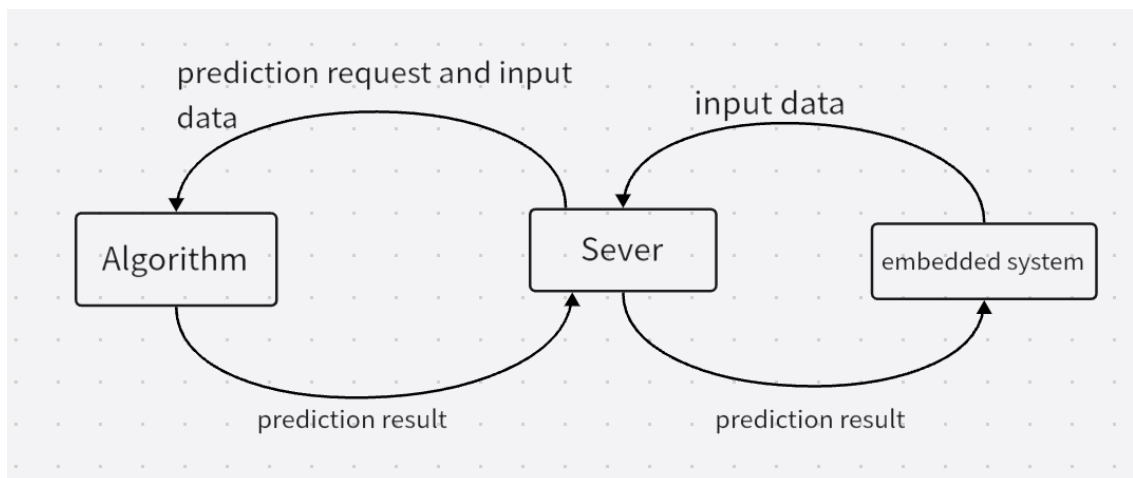 prediction request and input
data
input data
Algorithm
Sever
embedded system
prediction result
prediction result